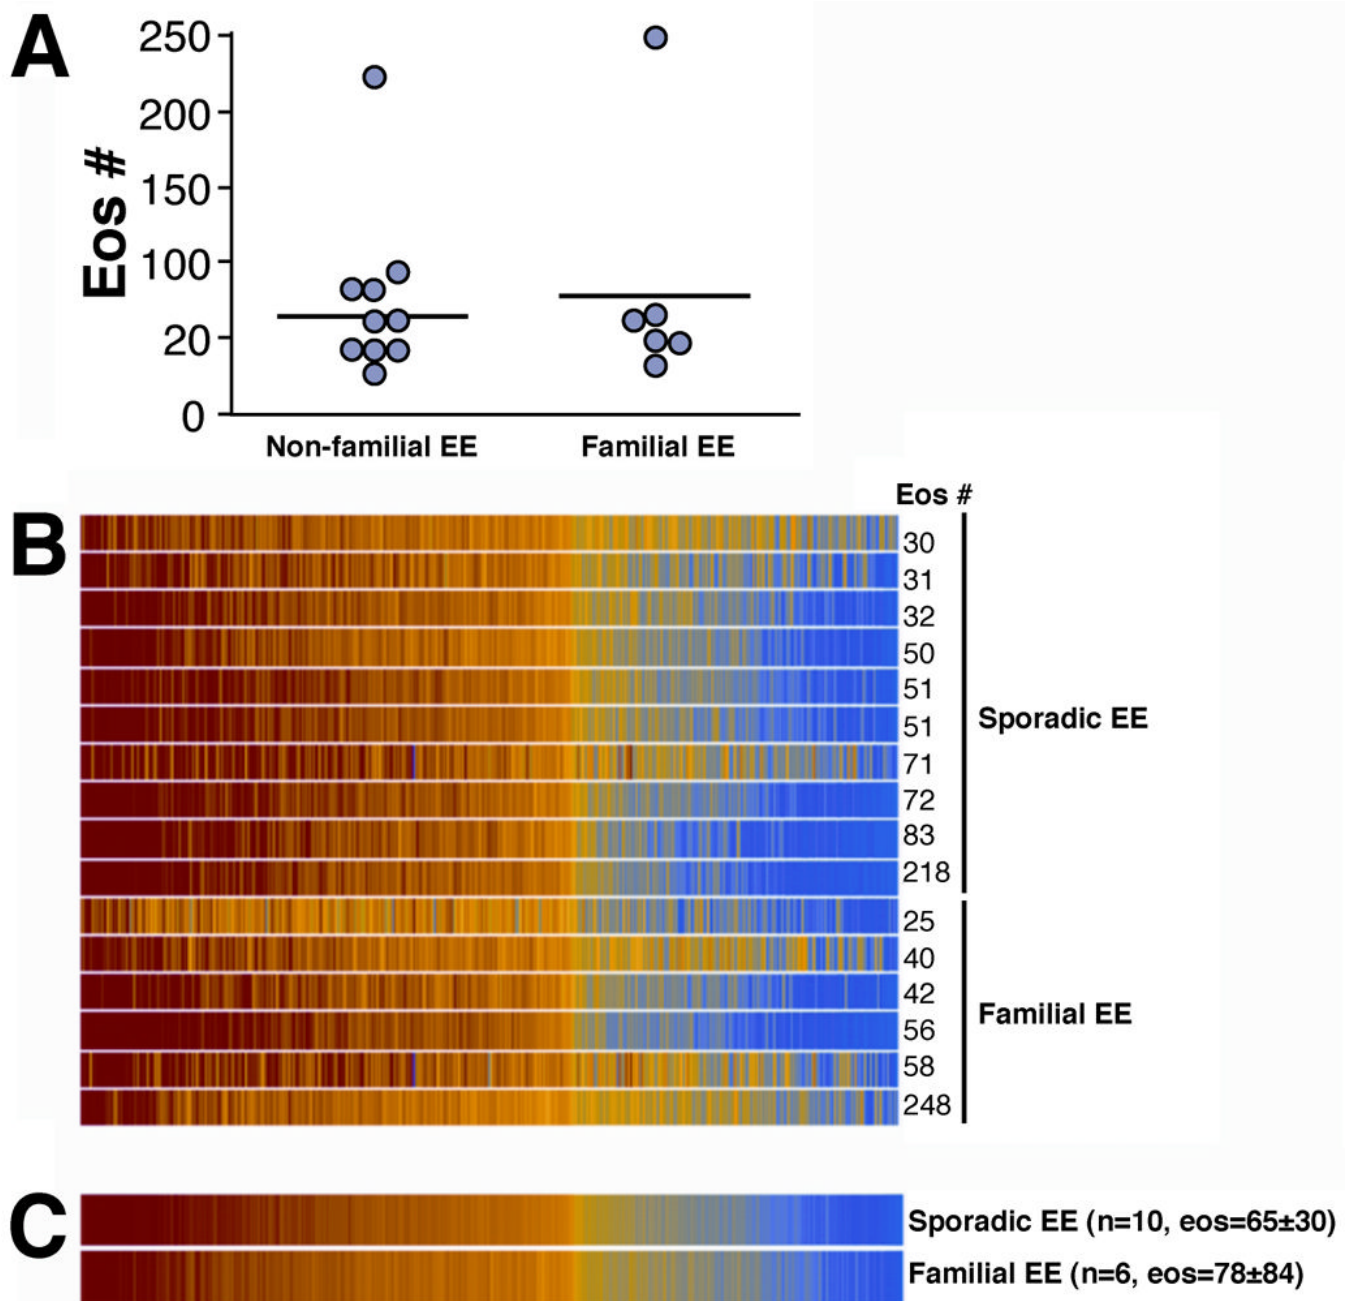 A
250
200
150
100
20
0
Eos #
Non-familial EE
Familial EE
B
Eos #
30
31
32
50
51
51
71
72
83
218
Sporadic EE
25
40
42
56
58
248
Familial EE
C
Sporadic EE (n=10, eos=65±30)
Familial EE (n=6, eos=78±84)